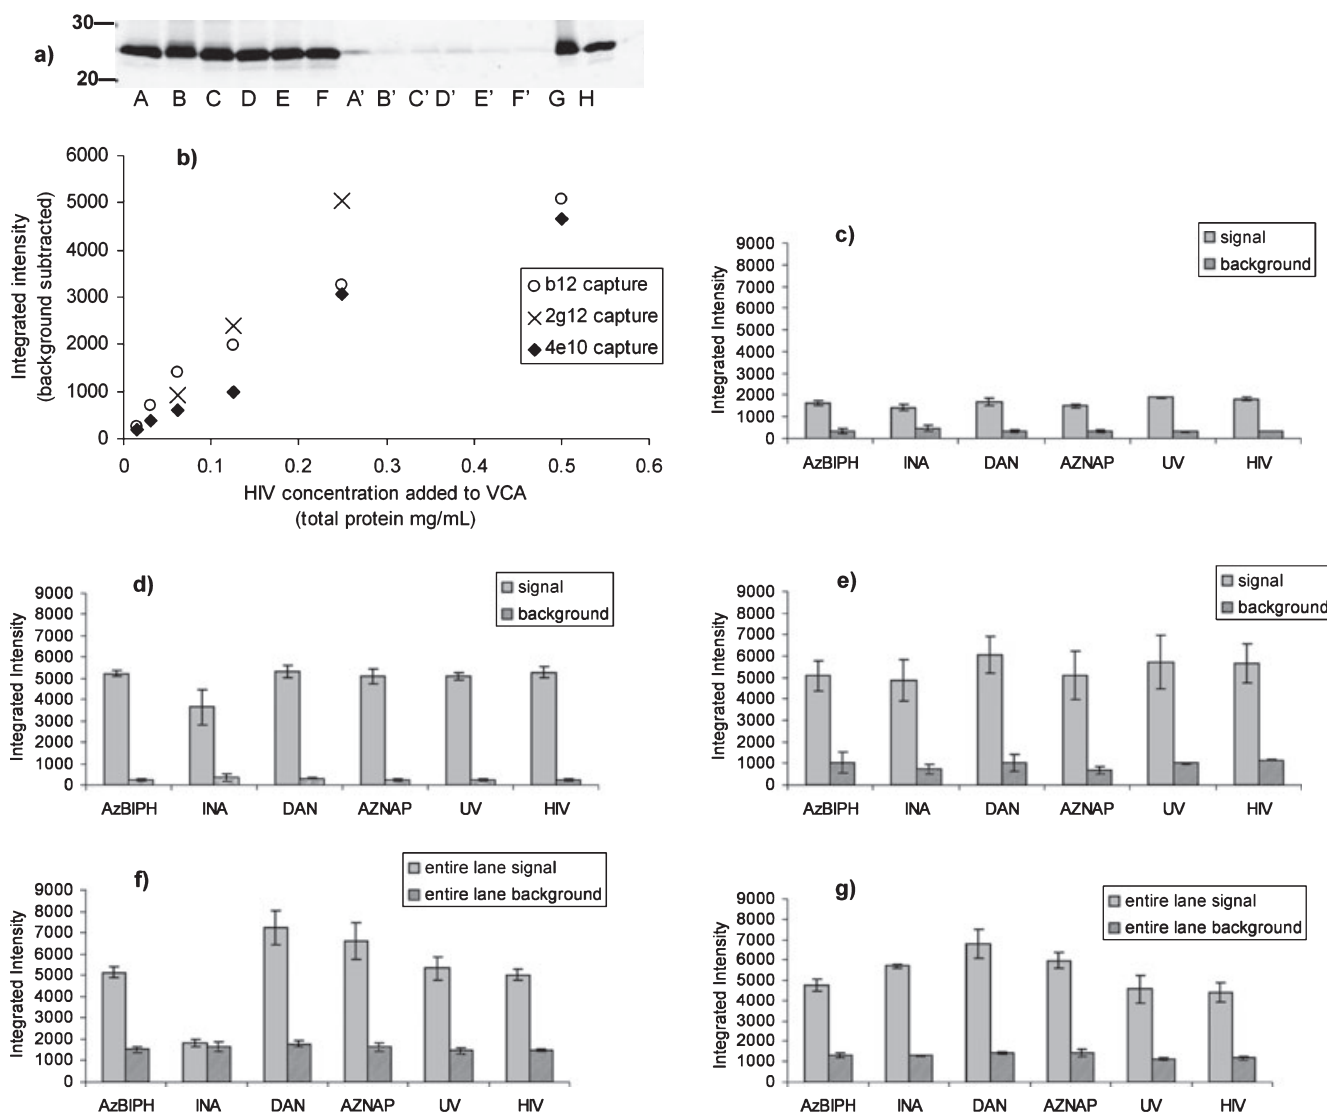 30
a)
20
A B C D E F A' B' C' D' E' F' G H
b)
6000
5000
4000
3000
2000
1000
0
Integrated intensity
(background subtracted)
b12 capture
2g12 capture
4e10 capture
0 0.1 0.2 0.3 0.4 0.5 0.6
HIV concentration added to VCA
(total protein mg/mL)
c)
signal
background
9000
8000
7000
6000
5000
4000
3000
2000
1000
0
Integrated Intensity
AzBIPH INA DAN AZNAP UV HIV
d)
signal
background
9000
8000
7000
6000
5000
4000
3000
2000
1000
0
Integrated Intensity
AzBIPH INA DAN AZNAP UV HIV
e)
signal
background
9000
8000
7000
6000
5000
4000
3000
2000
1000
0
Integrated Intensity
AzBIPH INA DAN AZNAP UV HIV
f)
entire lane signal
entire lane background
9000
8000
7000
6000
5000
4000
3000
2000
1000
0
Integrated Intensity
AzBIPH INA DAN AZNAP UV HIV
g)
entire lane signal
entire lane background
9000
8000
7000
6000
5000
4000
3000
2000
1000
0
Integrated Intensity
AzBIPH INA DAN AZNAP UV HIV